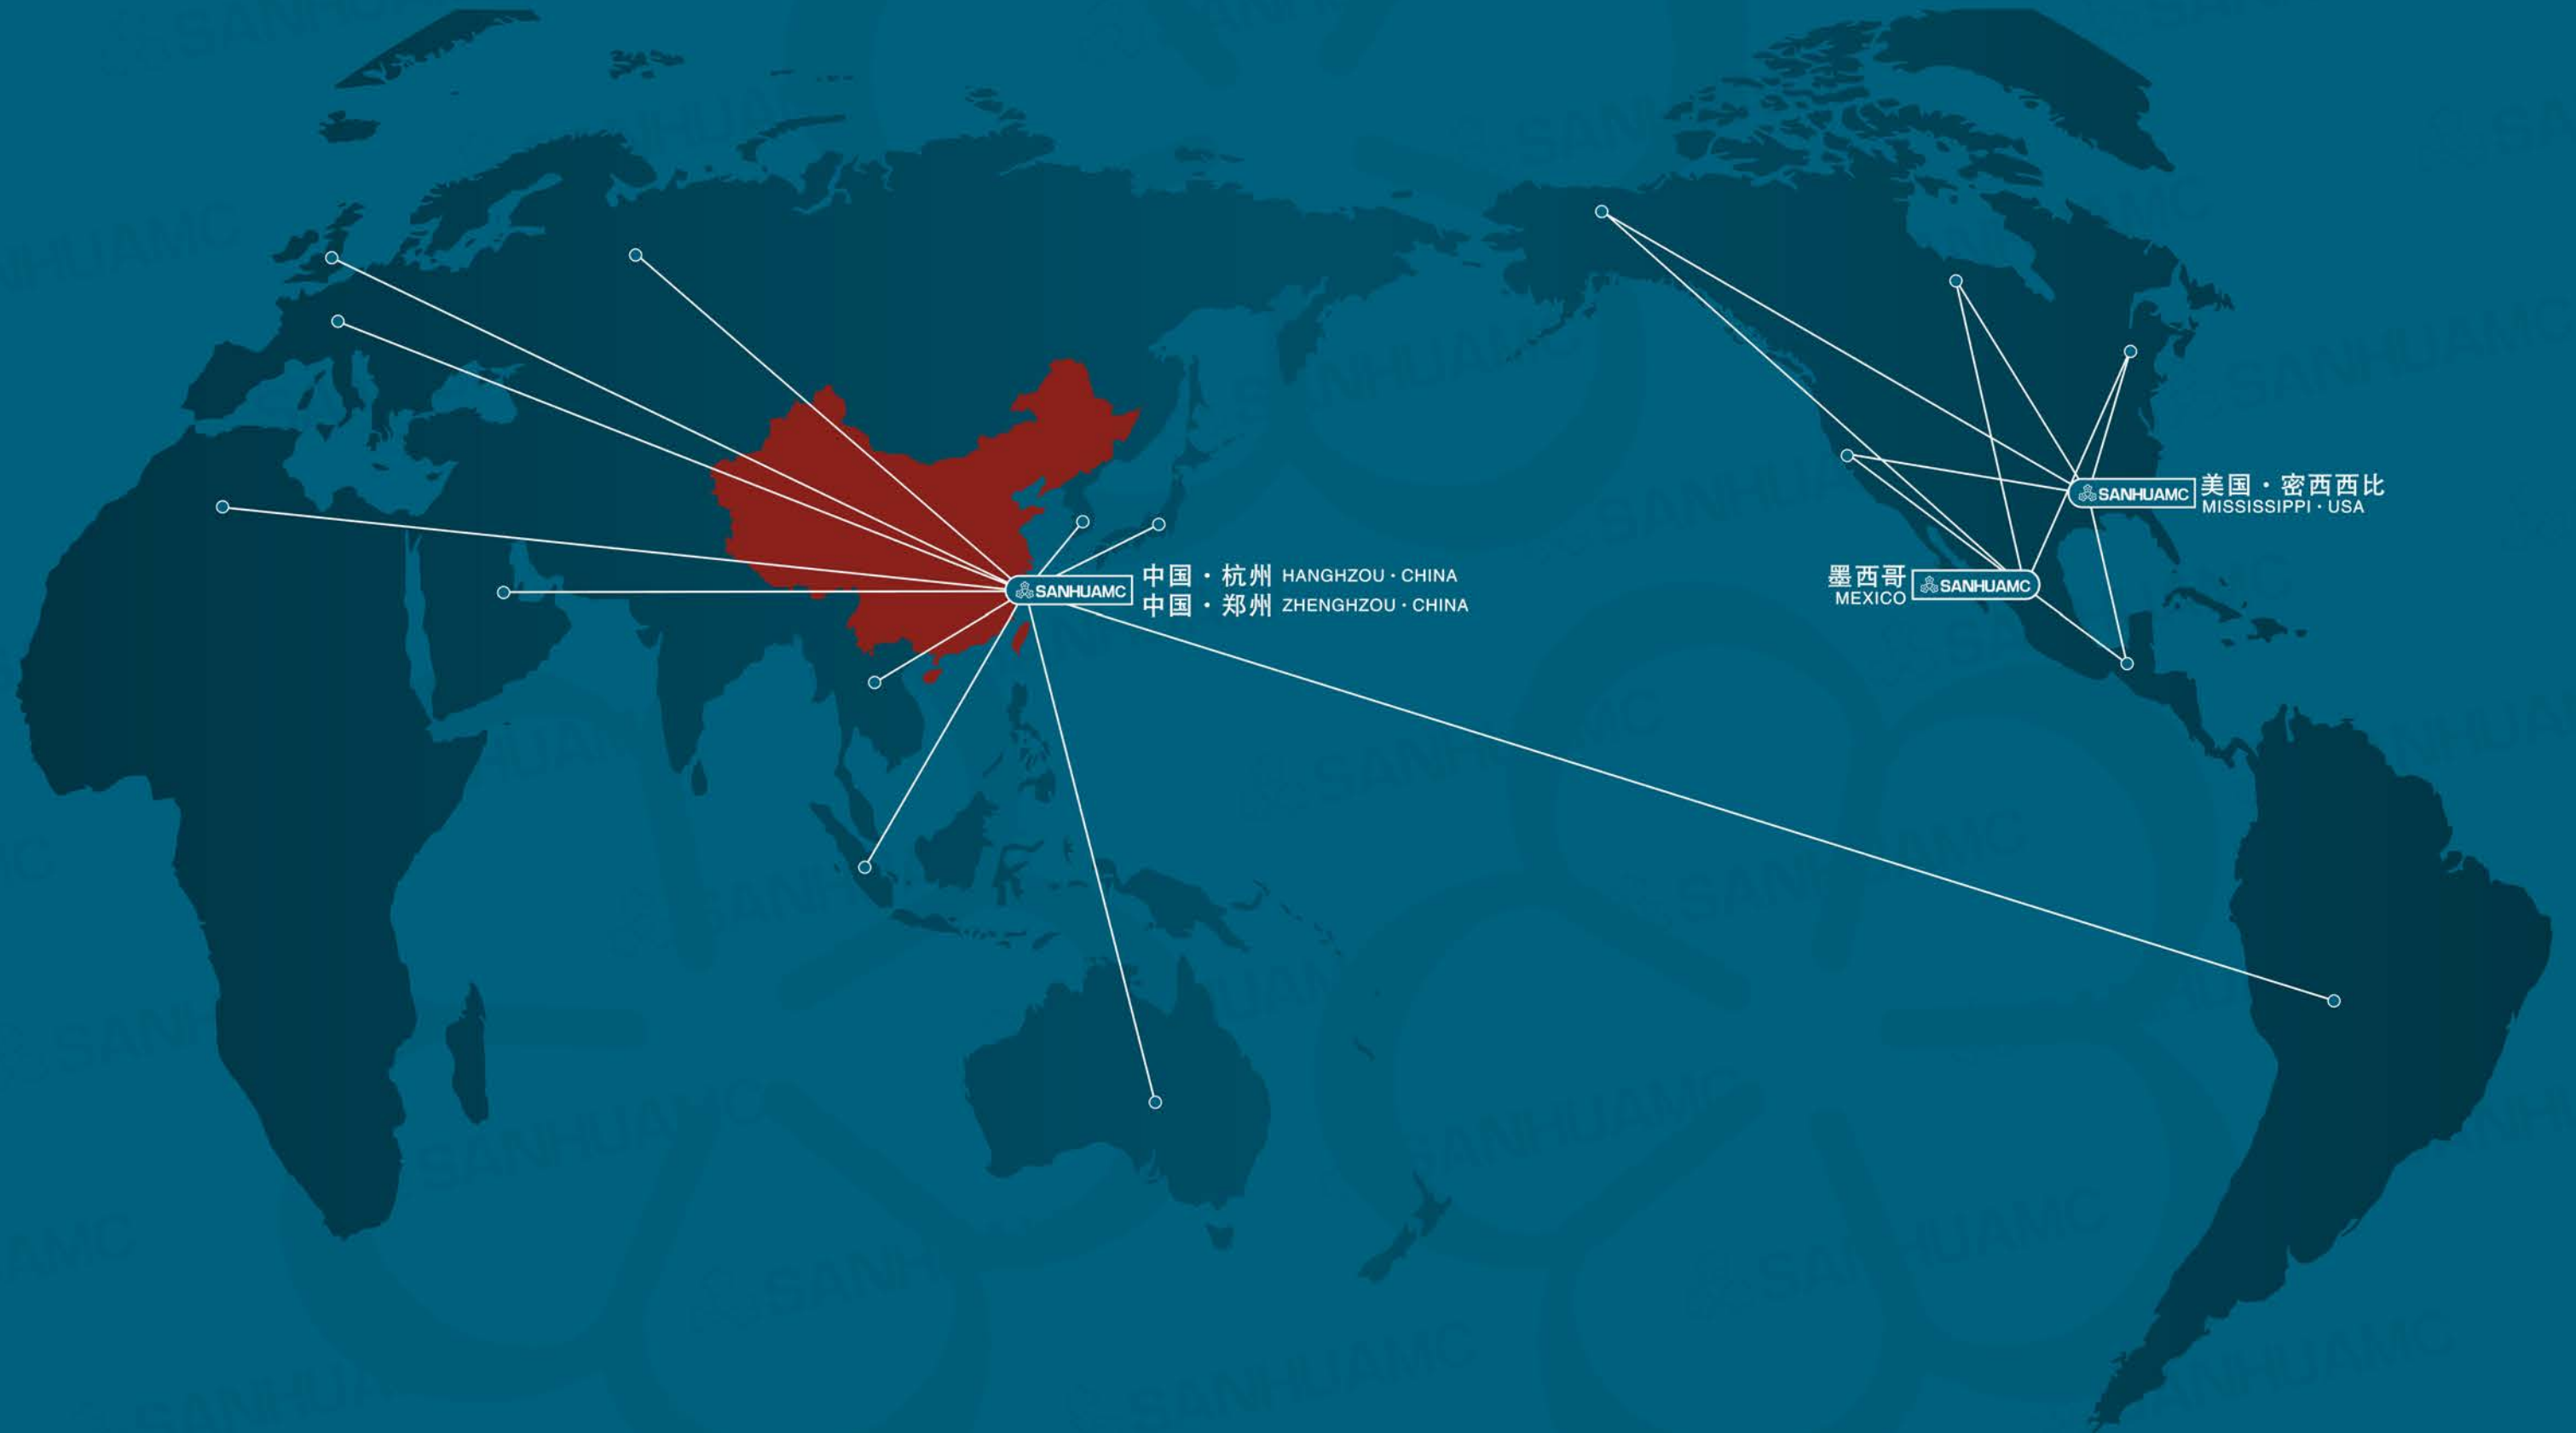 SANHUAMC
中国・杭州 HANGHZOU・CHINA
中国・郑州 ZHENGHZOU・CHINA
SANHUAMC
美国・密西西比
MISSISSIPPI・USA
墨西哥
MEXICO
SANHUAMC